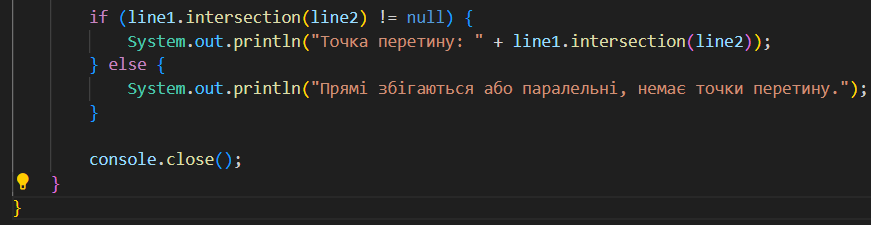 if (line1.intersection(line2) != null) {
System.out.println("Точка перетину: " + line1.intersection(line2));
} else {
System.out.println("Прямі збігаються або паралельні, немає точки перетину.");
}
console.close();
}
}